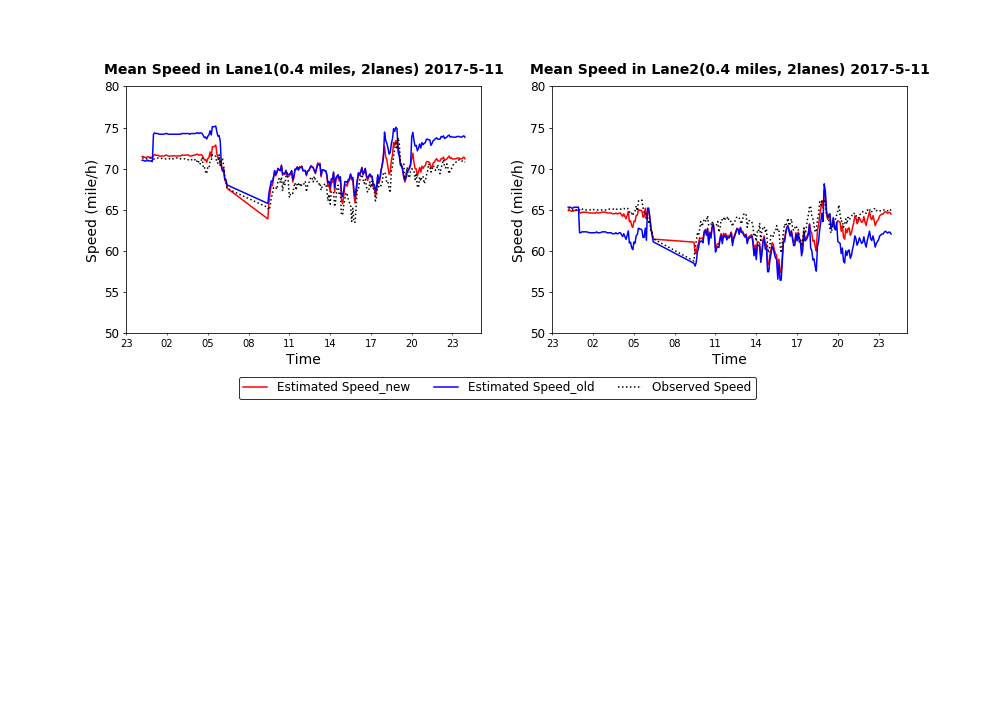 Mean Speed in Lane1(0.4 miles, 2lanes) 2017-5-11
80
75
70
65
60
55
50
Speed (mile/h)
23 02 05 08 11 14 17 20 23
Time
Mean Speed in Lane2(0.4 miles, 2lanes) 2017-5-11
80
75
70
65
60
55
50
Speed (mile/h)
23 02 05 08 11 14 17 20 23
Time
Estimated Speed_new Estimated Speed_old Observed Speed